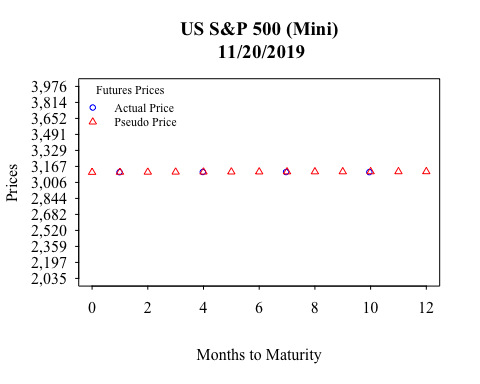 US S&P 500 (Mini)
11/20/2019
Futures Prices
Actual Price
Pseudo Price
Prices
3,976
3,814
3,652
3,491
3,329
3,167
3,006
2,844
2,682
2,520
2,359
2,197
2,035
0 2 4 6 8 10 12
Months to Maturity